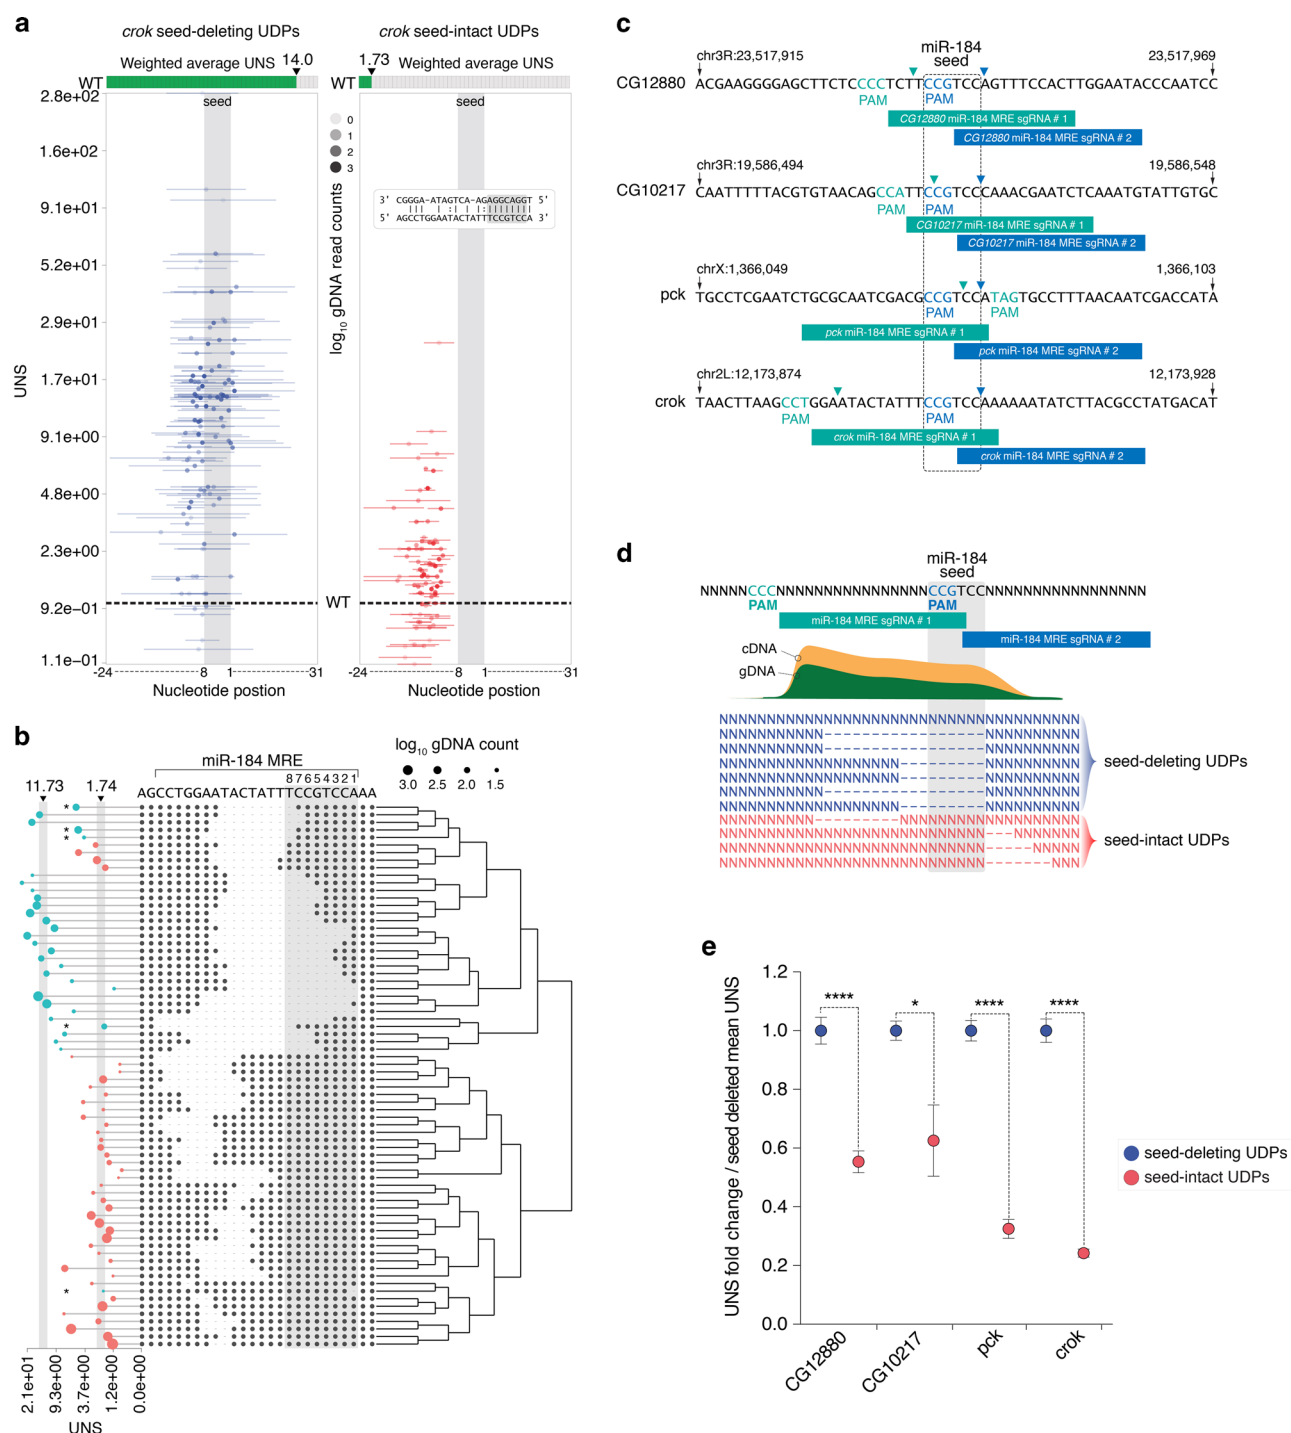 a
crok seed-deleting UDPs
crok seed-intact UDPs
Weighted average UNS
14.0
1.73
Weighted average UNS
WT
WT
seed
seed
2.8e+02
1.6e+02
9.1e+01
5.2e+01
2.9e+01
1.7e+01
9.1e+00
4.8e+00
2.3e+00
9.2e−01
1.1e−01
UNS
0
1
2
3
log10 gDNA read counts
3' CGGGA-ATAGTCA-AGAGGCAGGT 5'
5' AGCCTGGAATACTATTTCCGTCCA 3'
WT
-24
8
1
31
-24
8
1
31
Nucleotide postion
Nucleotide postion
b
miR-184 MRE
log10 gDNA count
3.0
2.5
2.0
1.5
11.73
1.74
8 7 6 5 4 3 2 1
AGCCTGGAATACTATTTCCGTCCAAA
*
*
*
*
*
2.1e+01
9.3e+00
3.7e+00
1.2e+00
0.0e+00
UNS
c
miR-184
seed
chr3R:23,517,915
23,517,969
CG12880
ACGAAGGGGAGCTTCTCCCCTCTTCCGTCCAGTTTCCACTTGGAATACCCAATCC
PAM
PAM
CG12880 miR-184 MRE sgRNA # 1
CG12880 miR-184 MRE sgRNA # 2
chr3R:19,586,494
19,586,548
CG10217
CAATTTTTACGTGTAACAGCCATTCCGTCCCAAACGAATCTCAAATGTATTGTGC
PAM
PAM
CG10217 miR-184 MRE sgRNA # 1
CG10217 miR-184 MRE sgRNA # 2
chrX:1,366,049
1,366,103
pck
TGCCTCGAATCTGCGCAATCGACGCCGTCCATAGTGCCTTTAACAATCGACCATA
PAM
PAM
pck miR-184 MRE sgRNA # 1
pck miR-184 MRE sgRNA # 2
chr2L:12,173,874
12,173,928
crok
TAACTTAAGCCTGGAATACTATTTCCGTCCAAAAAATATCTTACGCCTATGACAT
PAM
PAM
crok miR-184 MRE sgRNA # 1
crok miR-184 MRE sgRNA # 2
d
miR-184
seed
NNNNNCCCNNNNNNNNNNNNNNNNCCGTCCNNNNNNNNNNNNNNNNN
PAM
PAM
miR-184 MRE sgRNA # 1
miR-184 MRE sgRNA # 2
cDNA
gDNA
seed-deleting UDPs
seed-intact UDPs
e
UNS fold change / seed deleted mean UNS
1.2
1.0
0.8
0.6
0.4
0.2
0.0
****
*
****
****
CG12880
CG10217
pck
crok
seed-deleting UDPs
seed-intact UDPs